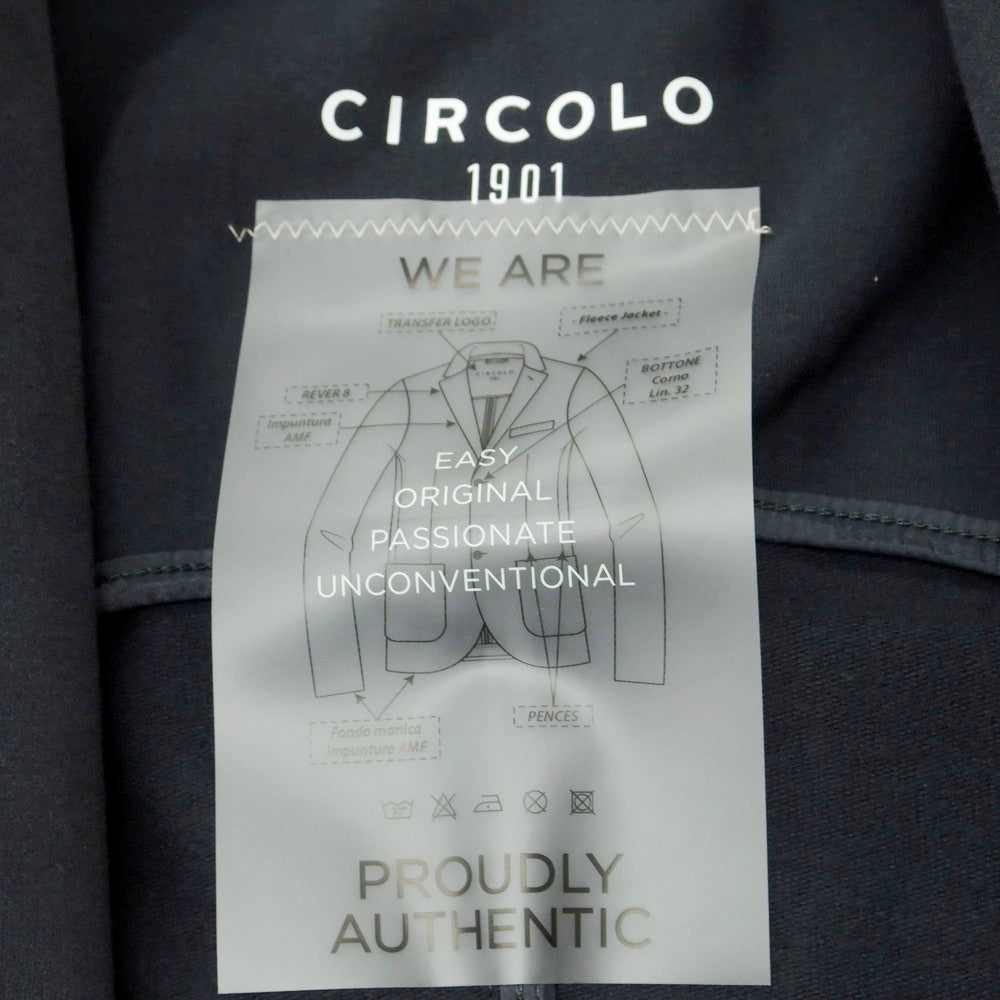 CIRCOLO
1901
WE ARE
TRANSFER LOGO
- Fleece Jacket -
CIRCOLO
REVER 8
BOTTONE
Corno
Lin. 32
Impuntura
AMF
EASY
ORIGINAL
PASSIONATE
UNCONVENTIONAL
Fondo manica
Impuntura AMF
PENCES
30°
PROUDLY
AUTHENTIC